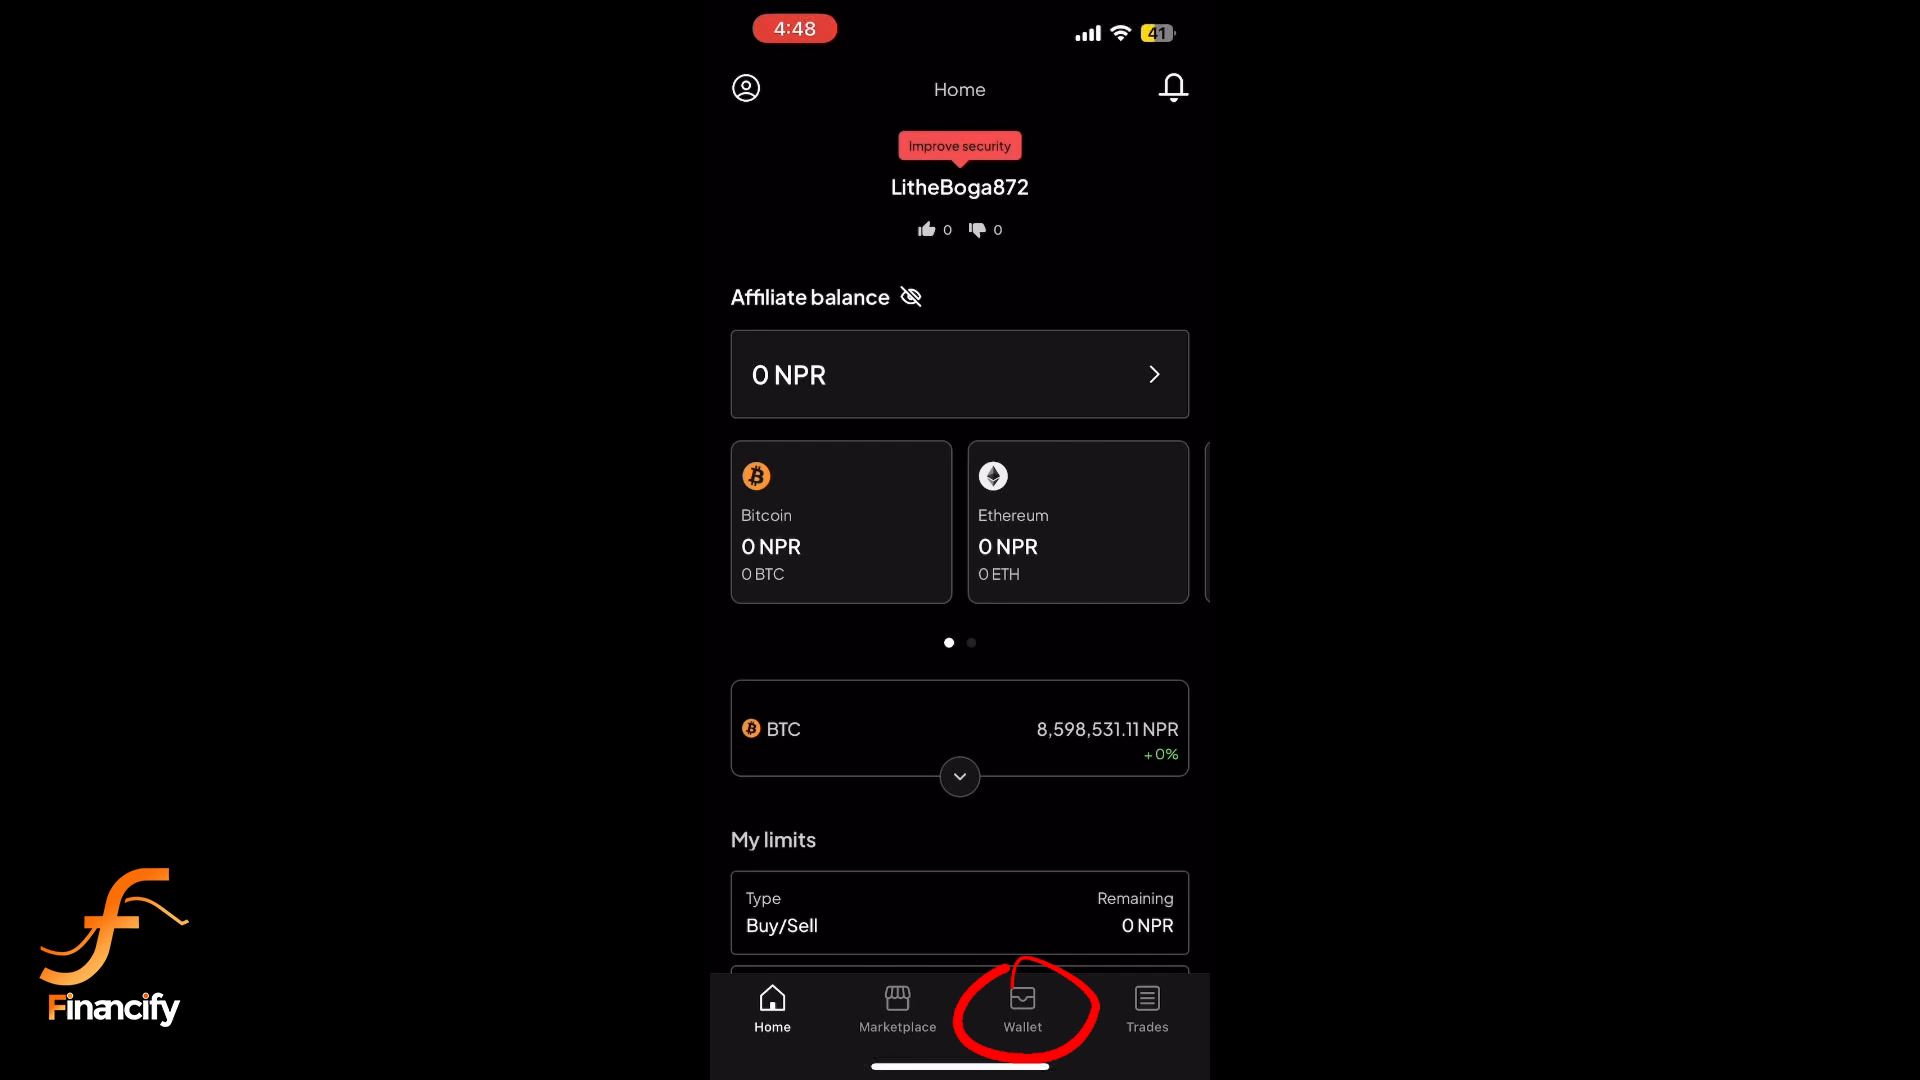 4:48
41
Home
Improve security
LitheBoga872
0 0
Affiliate balance
0 NPR
Bitcoin
0 NPR
0 BTC
Ethereum
0 NPR
0 ETH
BTC 8,598,531.11 NPR
+0%
My limits
Type Remaining
Buy/Sell 0 NPR
Home Marketplace Wallet Trades
Financify